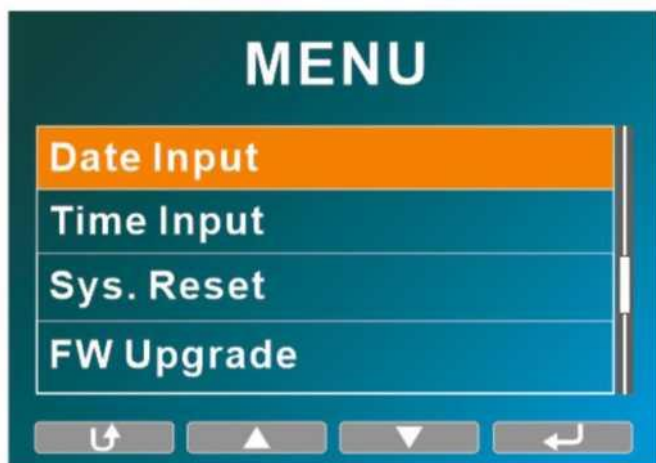 MENU
Date Input
Time Input
Sys. Reset
FW Upgrade